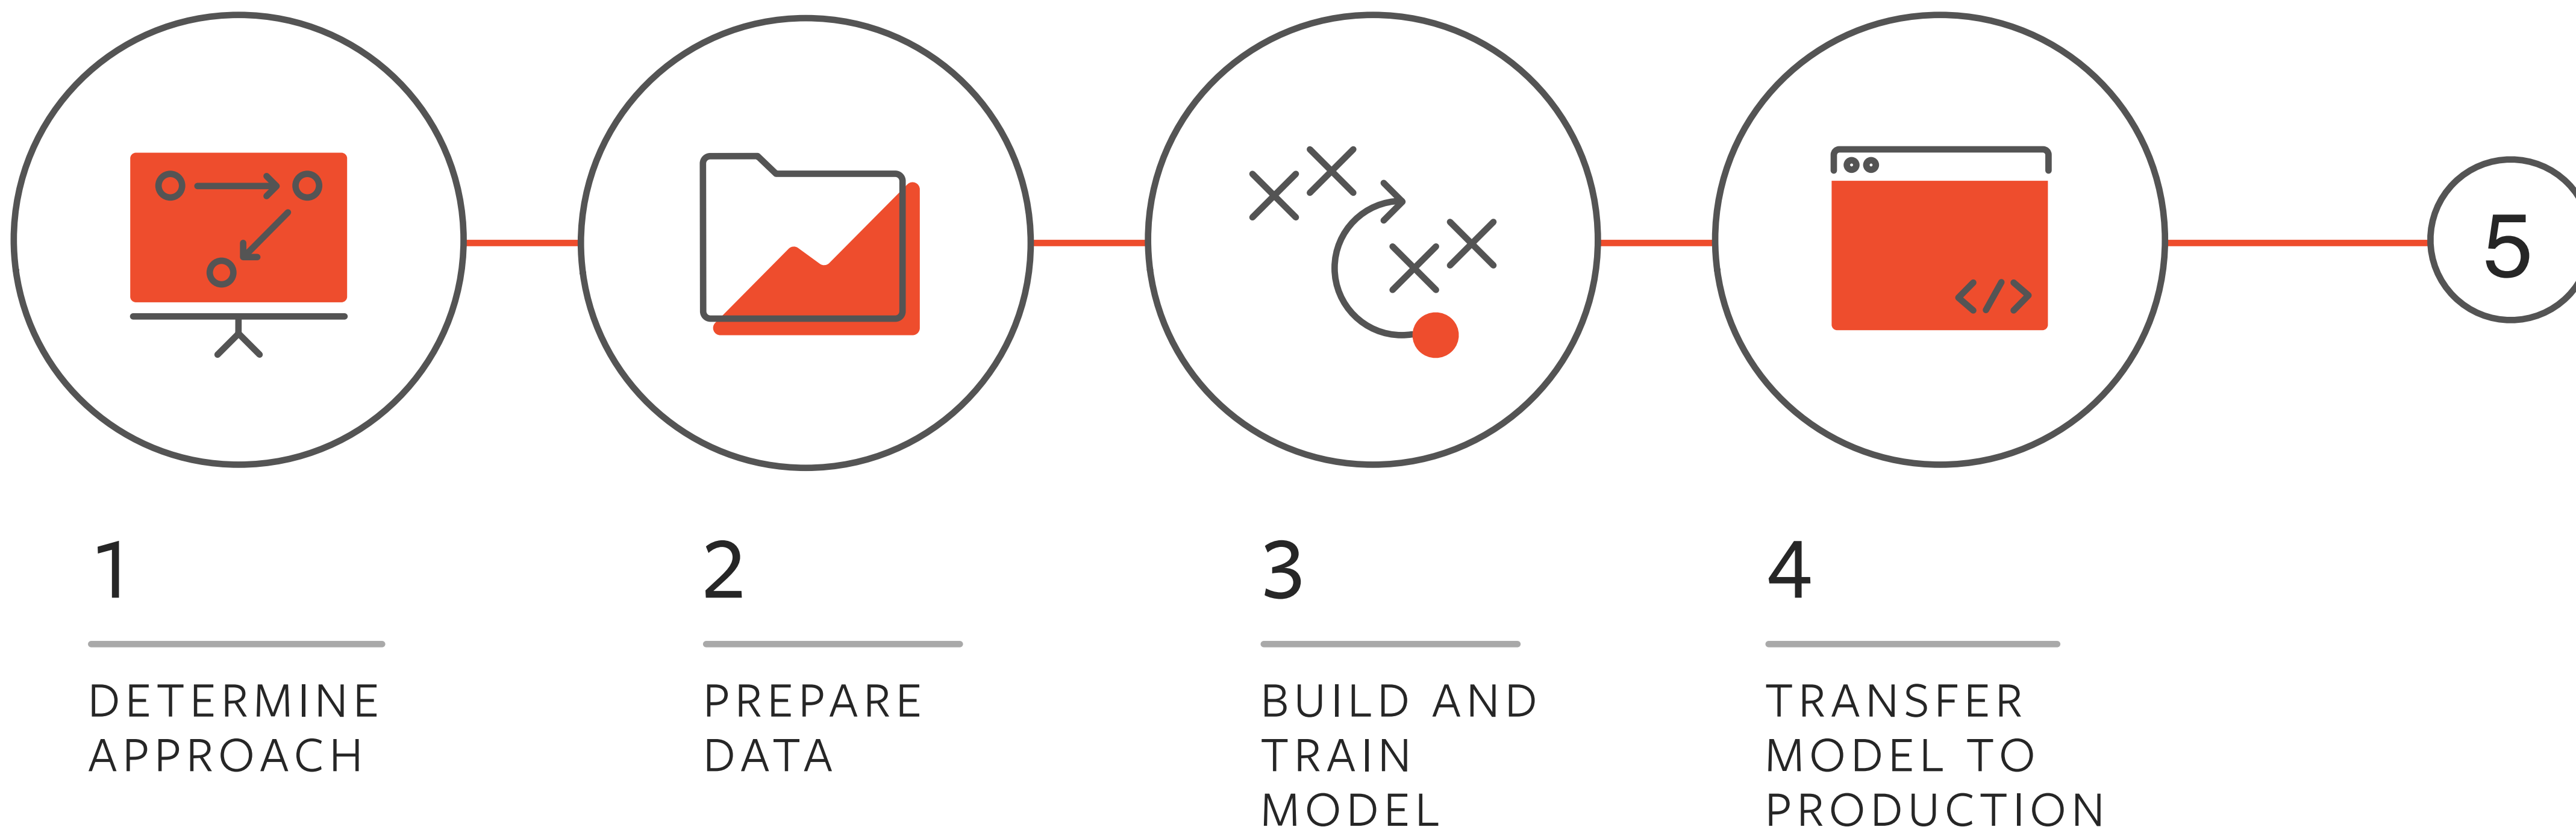 5
1
DETERMINE
APPROACH
2
PREPARE
DATA
3
BUILD AND
TRAIN
MODEL
4
TRANSFER
MODEL TO
PRODUCTION